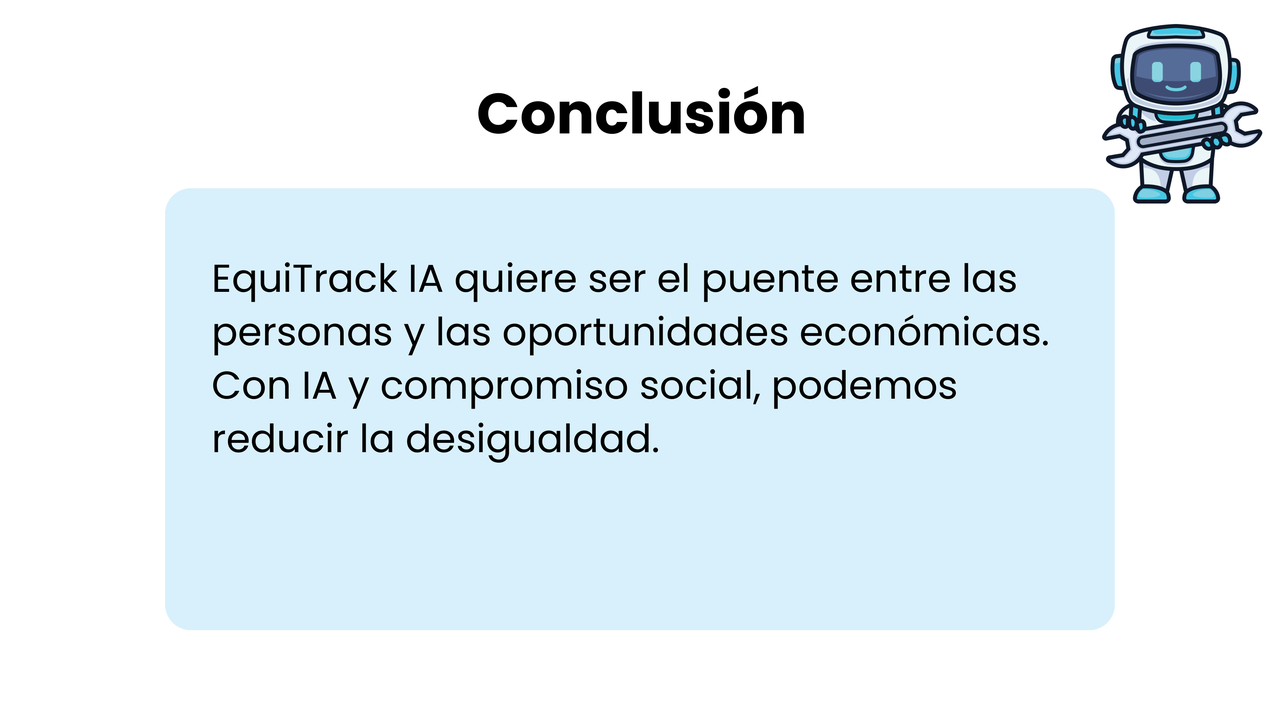 Conclusión
EquiTrack IA quiere ser el puente entre las
personas y las oportunidades económicas.
Con IA y compromiso social, podemos
reducir la desigualdad.